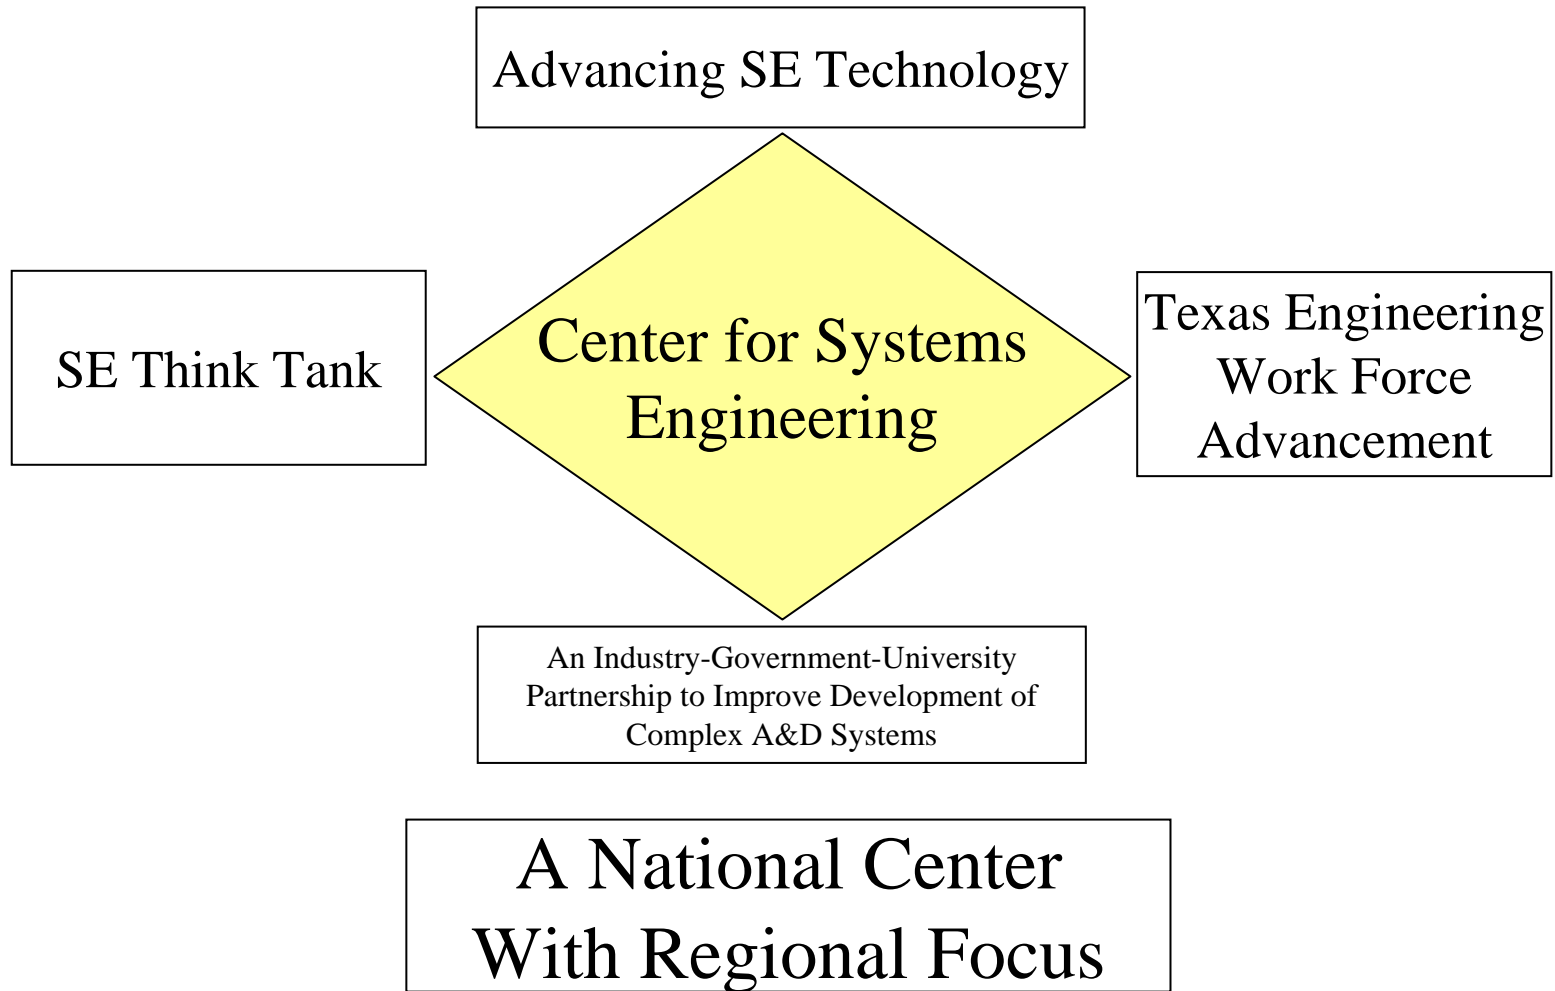 Advancing SE Technology
SE Think Tank
Center for Systems
Engineering
Texas Engineering
Work Force
Advancement
An Industry-Government-University
Partnership to Improve Development of
Complex A&D Systems
A National Center
With Regional Focus